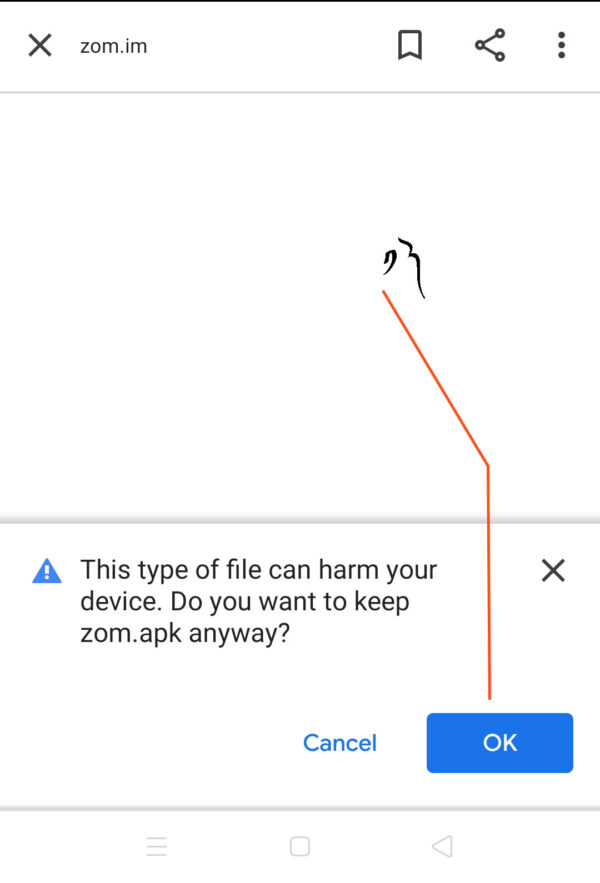 zom.im
This type of file can harm your
device. Do you want to keep
zom.apk anyway?
Cancel
OK